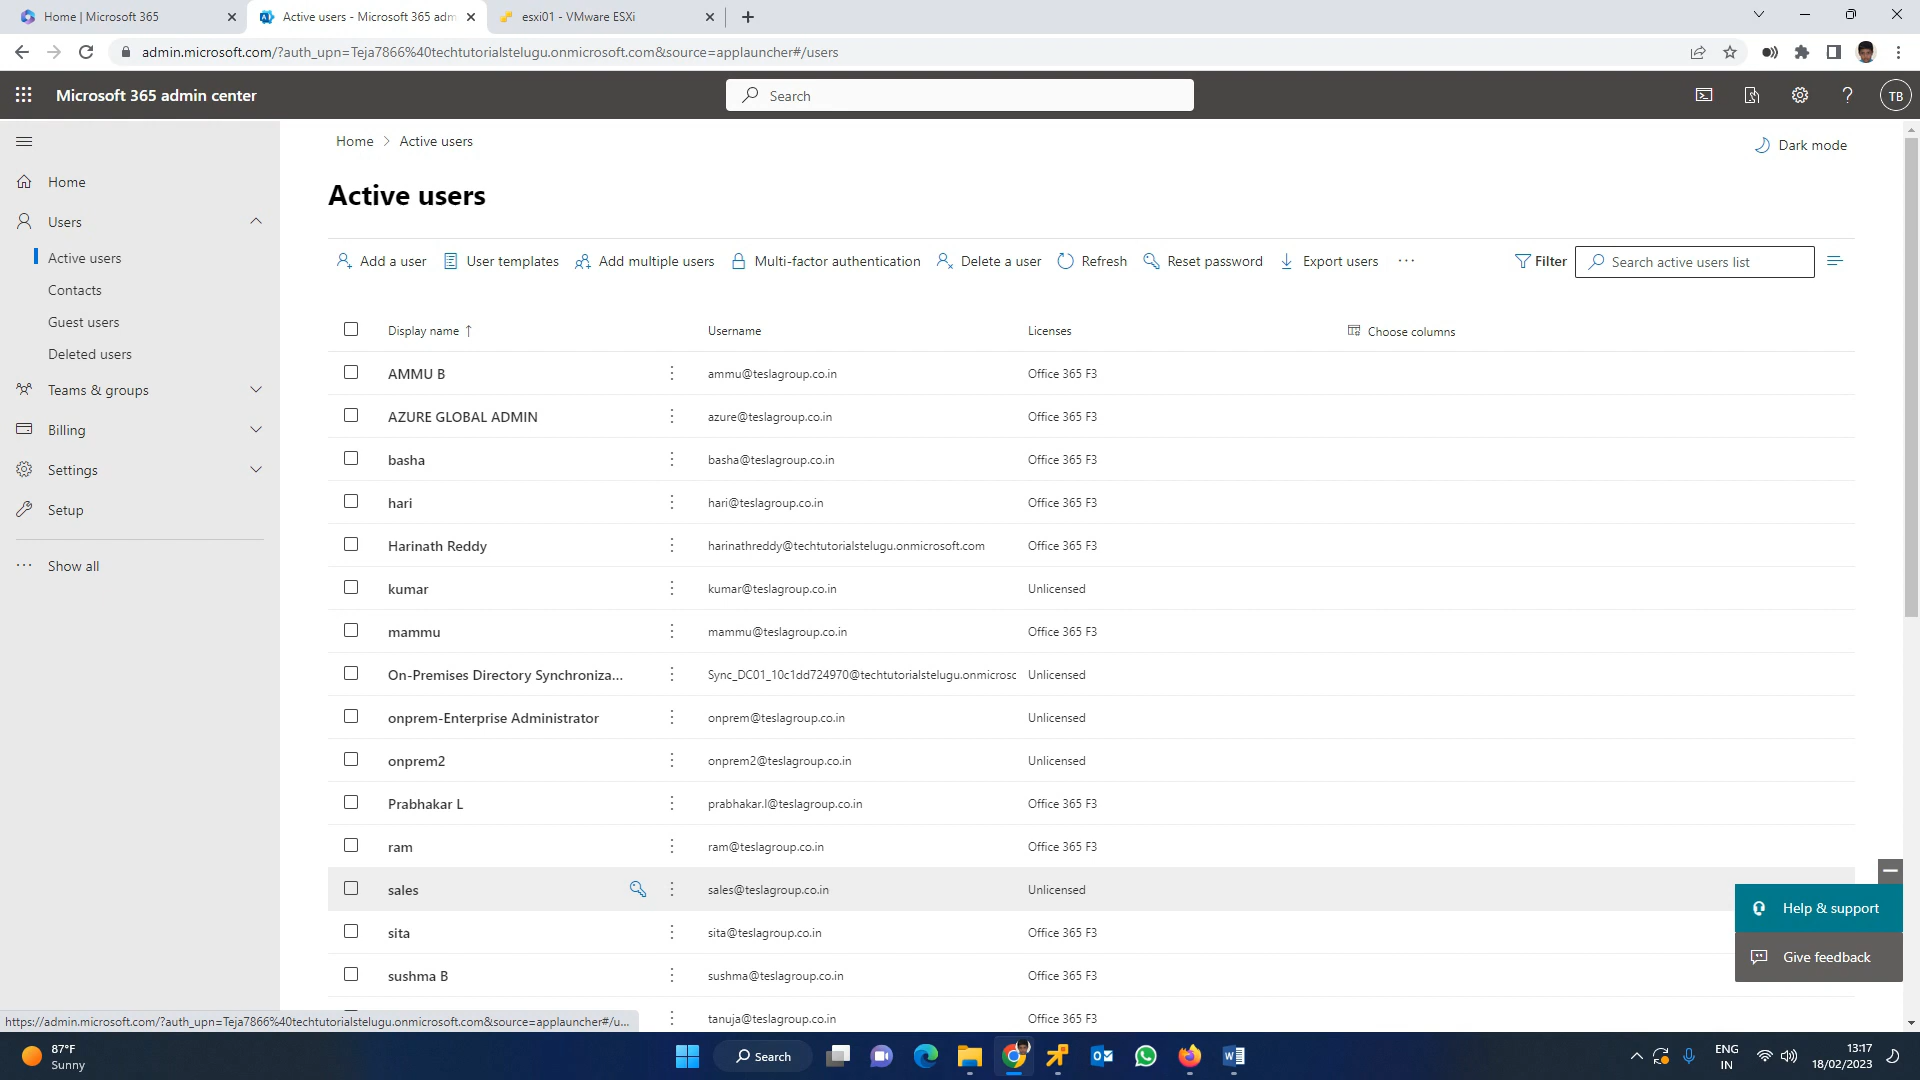 Home | Microsoft 365
Active users - Microsoft 365 adm
esxi01 - VMware ESXi
admin.microsoft.com/?auth_upn=Teja7866%40techtutorialstelugu.onmicrosoft.com&source=applauncher#/users
Microsoft 365 admin center
Search
TB
Home > Active users
Dark mode
Home
Users
Active users
Contacts
Guest users
Deleted users
Teams & groups
Billing
Settings
Setup
Show all
Active users
Add a user
User templates
Add multiple users
Multi-factor authentication
Delete a user
Refresh
Reset password
Export users
Filter
Search active users list
Display name ↑ Username Licenses Choose columns
AMMU B ammu@teslagroup.co.in Office 365 F3
AZURE GLOBAL ADMIN azure@teslagroup.co.in Office 365 F3
basha basha@teslagroup.co.in Office 365 F3
hari hari@teslagroup.co.in Office 365 F3
Harinath Reddy harinathreddy@techtutorialstelugu.onmicrosoft.com Office 365 F3
kumar kumar@teslagroup.co.in Unlicensed
mammu mammu@teslagroup.co.in Office 365 F3
On-Premises Directory Synchroniza... Sync_DC01_10c1dd724970@techtutorialstelugu.onmicrosc Unlicensed
onprem-Enterprise Administrator onprem@teslagroup.co.in Unlicensed
onprem2 onprem2@teslagroup.co.in Unlicensed
Prabhakar L prabhakar.l@teslagroup.co.in Office 365 F3
ram ram@teslagroup.co.in Office 365 F3
sales sales@teslagroup.co.in Unlicensed
sita sita@teslagroup.co.in Office 365 F3
sushma B sushma@teslagroup.co.in Office 365 F3
tanuja@teslagroup.co.in Office 365 F3
Help & support
Give feedback
https://admin.microsoft.com/?auth_upn=Teja7866%40techtutorialstelugu.onmicrosoft.com&source=applauncher#/u...
87°F
Sunny
Search
ENG
IN
13:17
18/02/2023